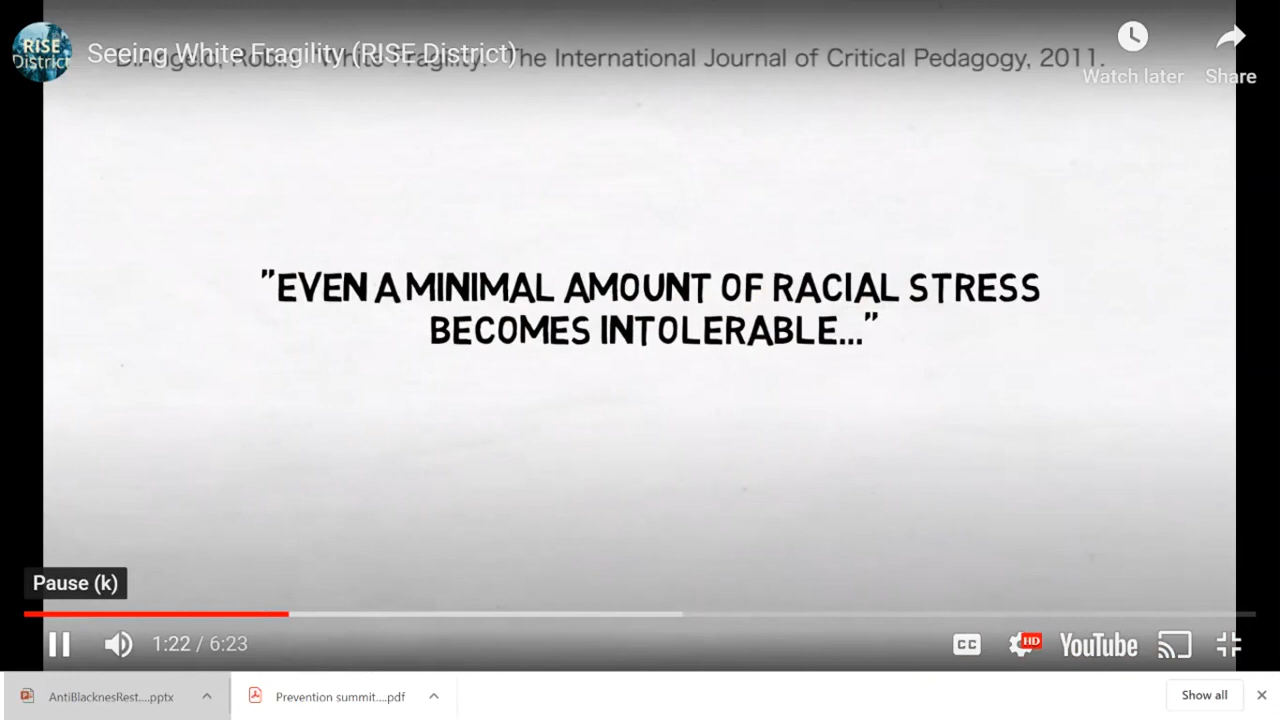 RISE
District
Seeing White Fragility (RISE District)
The International Journal of Critical Pedagogy, 2011.
Watch later
Share
"EVEN A MINIMAL AMOUNT OF RACIAL STRESS
BECOMES INTOLERABLE..."
Pause (k)
1:22 / 6:23
CC
HD
YouTube
AntiBlacknesRest....pptx
Prevention summit....pdf
Show all